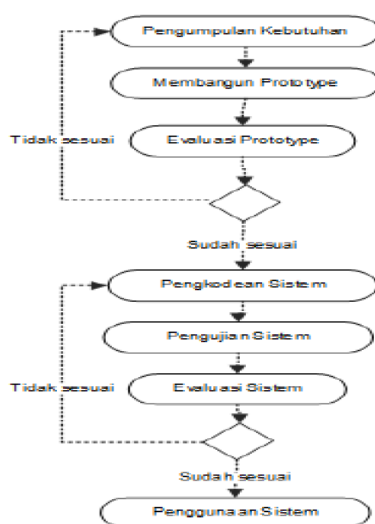 Pengumpulan Kebutuhan
Membangun Prototype
Tidak sesuai
Evaluasi Prototype
Sudah sesuai
Pengkodean Sistem
Pengujian Sistem
Tidak sesuai
Evaluasi Sistem
Sudah sesuai
Penggunaan Sistem